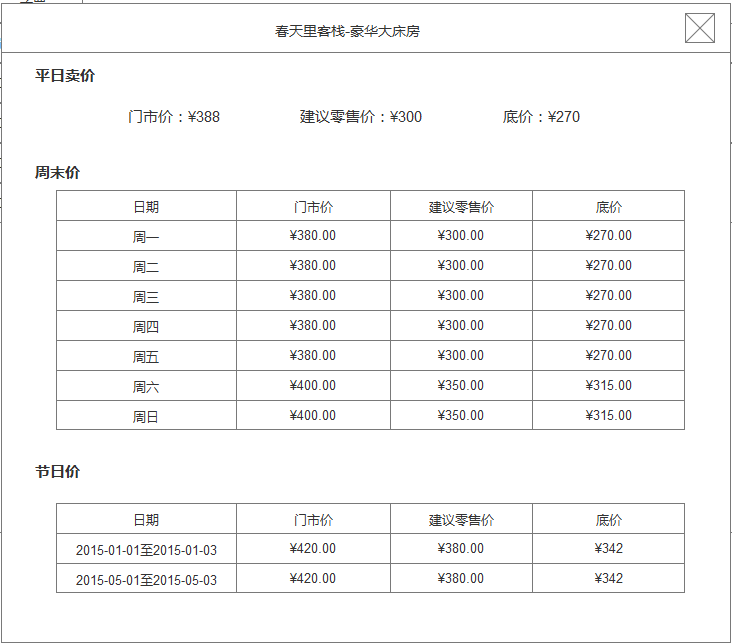 春天里客栈-豪华大床房
平日卖价
门市价：¥388 建议零售价：¥300 底价：¥270
周末价
日期 门市价 建议零售价 底价
周一 ¥380.00 ¥300.00 ¥270.00
周二 ¥380.00 ¥300.00 ¥270.00
周三 ¥380.00 ¥300.00 ¥270.00
周四 ¥380.00 ¥300.00 ¥270.00
周五 ¥380.00 ¥300.00 ¥270.00
周六 ¥400.00 ¥350.00 ¥315.00
周日 ¥400.00 ¥350.00 ¥315.00
节日价
日期 门市价 建议零售价 底价
2015-01-01至2015-01-03 ¥420.00 ¥380.00 ¥342
2015-05-01至2015-05-03 ¥420.00 ¥380.00 ¥342